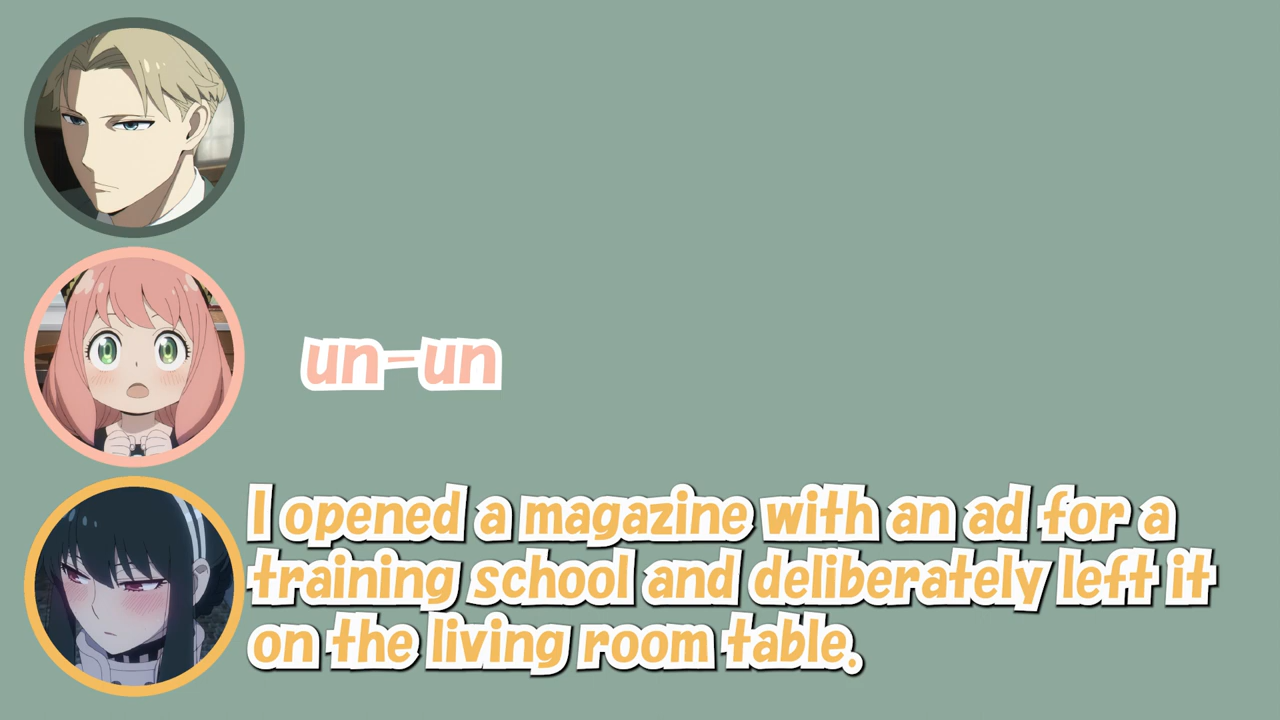 un-un
I opened a magazine with an ad for a
training school and deliberately left it
on the living room table.